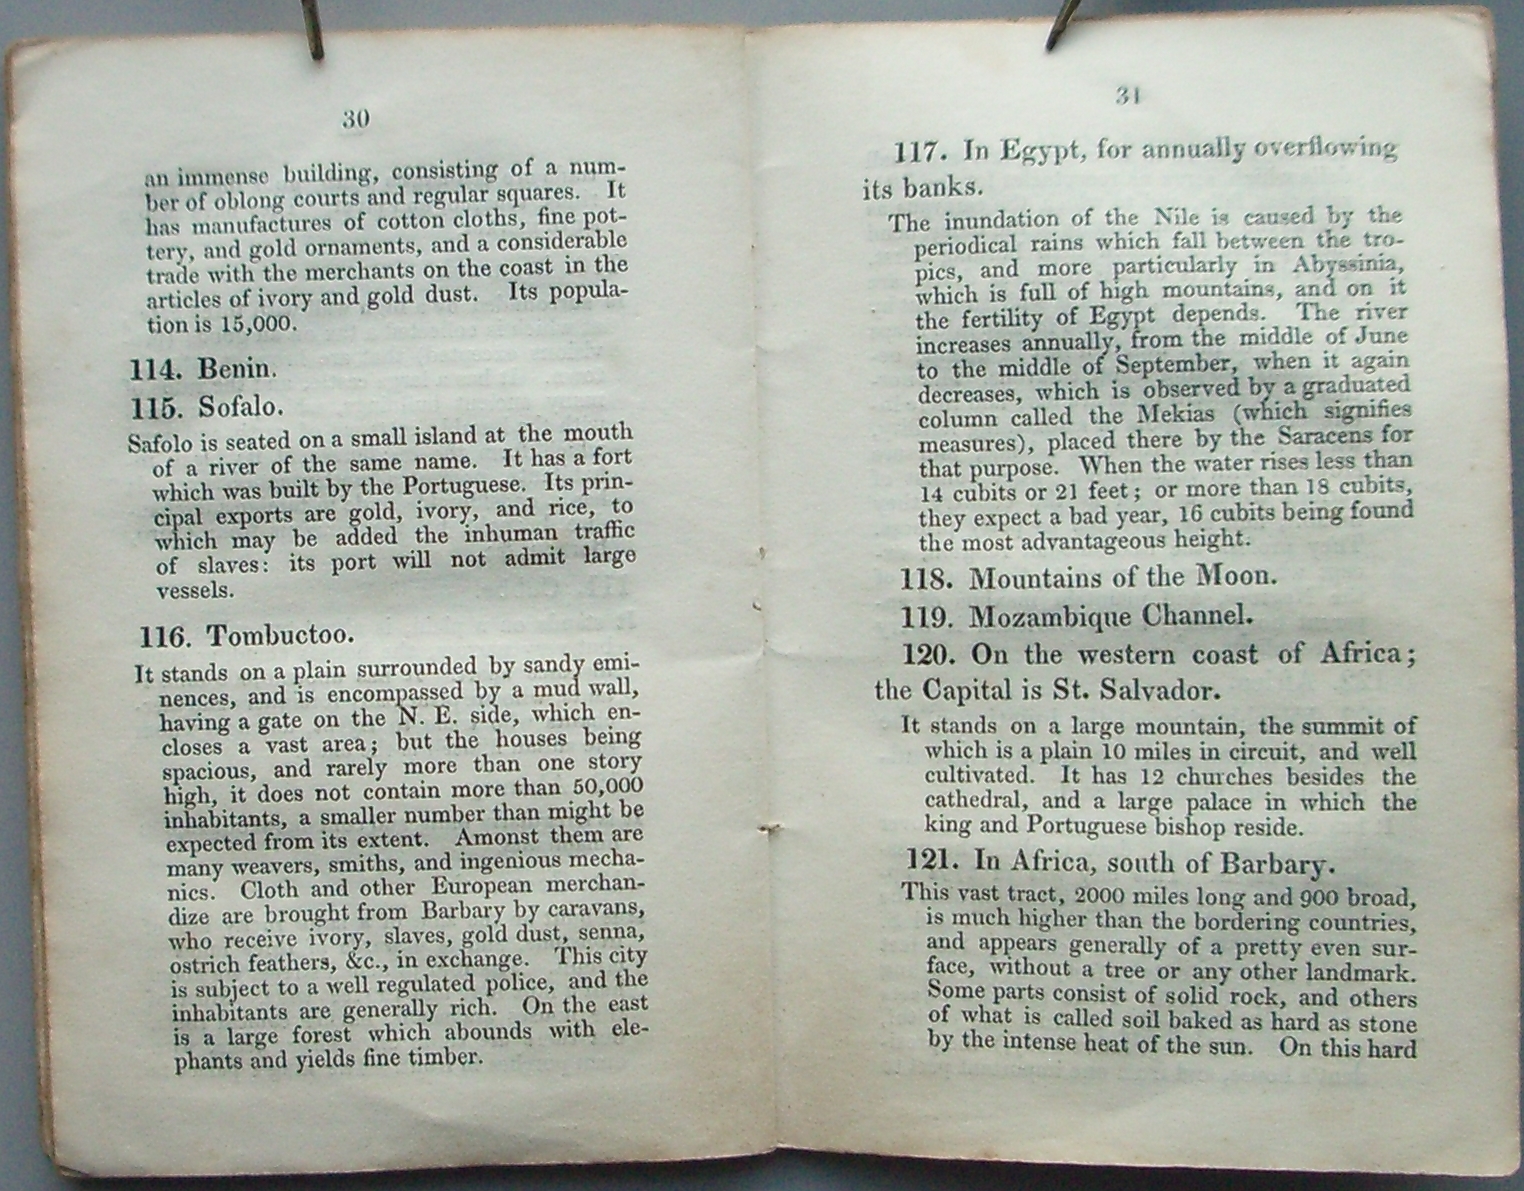 30
an immense building, consisting of a num-
ber of oblong courts and regular squares. It
has manufactures of cotton cloths, fine pot-
tery, and gold ornaments, and a considerable
trade with the merchants on the coast in the
articles of ivory and gold dust. Its popula-
tion is 15,000.
114. Benin.
115. Sofalo.
Safolo is seated on a small island at the mouth
of a river of the same name. It has a fort
which was built by the Portuguese. Its prin-
cipal exports are gold, ivory, and rice, to
which may be added the inhuman traffic
of slaves: its port will not admit large
vessels.
116. Tombuctoo.
It stands on a plain surrounded by sandy emi-
nences, and is encompassed by a mud wall,
having a gate on the N. E. side, which en-
closes a vast area; but the houses being
spacious, and rarely more than one story
high, it does not contain more than 50,000
inhabitants, a smaller number than might be
expected from its extent. Amonst them are
many weavers, smiths, and ingenious mecha-
nics. Cloth and other European merchan-
dize are brought from Barbary by caravans,
who receive ivory, slaves, gold dust, senna,
ostrich feathers, &c., in exchange. This city
is subject to a well regulated police, and the
inhabitants are generally rich. On the east
is a large forest which abounds with ele-
phants and yields fine timber.
31
117. In Egypt, for annually overflowing
its banks.
The inundation of the Nile is caused by the
periodical rains which fall between the tro-
pics, and more particularly in Abyssinia,
which is full of high mountains, and on it
the fertility of Egypt depends. The river
increases annually, from the middle of June
to the middle of September, when it again
decreases, which is observed by a graduated
column called the Mekias (which signifies
measures), placed there by the Saracens for
that purpose. When the water rises less than
14 cubits or 21 feet; or more than 18 cubits,
they expect a bad year, 16 cubits being found
the most advantageous height.
118. Mountains of the Moon.
119. Mozambique Channel.
120. On the western coast of Africa;
the Capital is St. Salvador.
It stands on a large mountain, the summit of
which is a plain 10 miles in circuit, and well
cultivated. It has 12 churches besides the
cathedral, and a large palace in which the
king and Portuguese bishop reside.
121. In Africa, south of Barbary.
This vast tract, 2000 miles long and 900 broad,
is much higher than the bordering countries,
and appears generally of a pretty even sur-
face, without a tree or any other landmark.
Some parts consist of solid rock, and others
of what is called soil baked as hard as stone
by the intense heat of the sun. On this hard